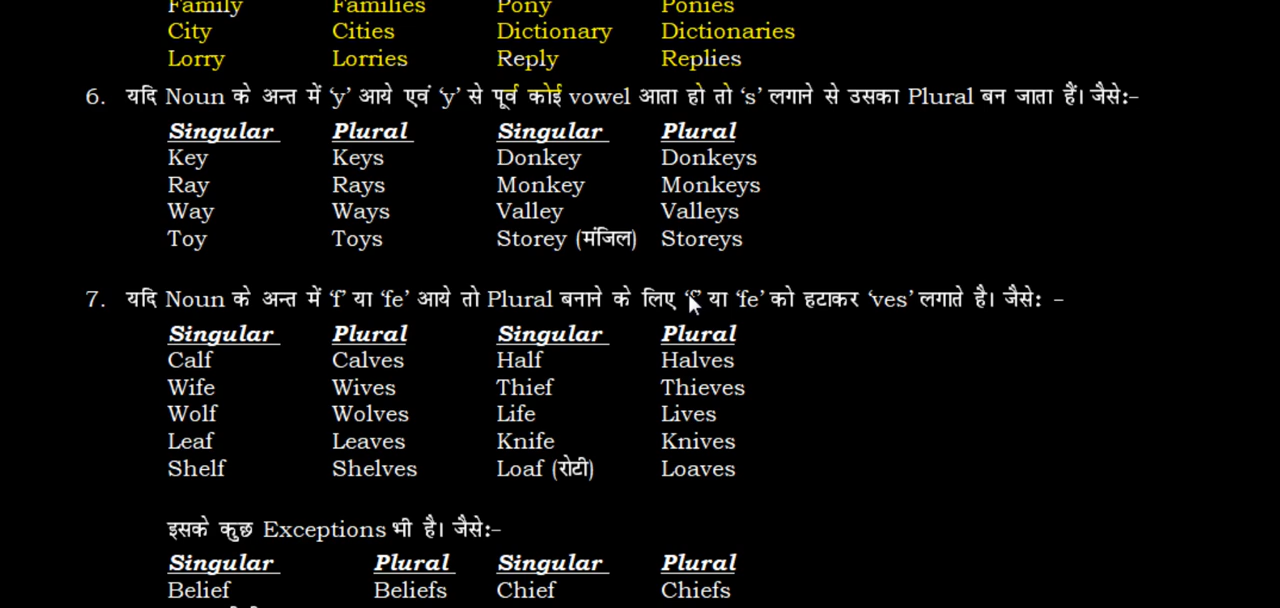 Family Families Pony Ponies
City Cities Dictionary Dictionaries
Lorry Lorries Reply Replies
6. यदि Noun के अन्त में ‘y’ आये एवं ‘y’ से पूर्व कोई vowel आता हो तो ‘s’ लगाने से उसका Plural बन जाता हैं। जैसे:–
Singular Plural Singular Plural
Key Keys Donkey Donkeys
Ray Rays Monkey Monkeys
Way Ways Valley Valleys
Toy Toys Storey (मंजिल) Storeys
7. यदि Noun के अन्त में ‘f’ या ‘fe’ आये तो Plural बनाने के लिए ‘f’ या ‘fe’ को हटाकर ‘ves’ लगाते है। जैसे: –
Singular Plural Singular Plural
Calf Calves Half Halves
Wife Wives Thief Thieves
Wolf Wolves Life Lives
Leaf Leaves Knife Knives
Shelf Shelves Loaf (रोटी) Loaves
इसके कुछ Exceptions भी है। जैसे:–
Singular Plural Singular Plural
Belief Beliefs Chief Chiefs